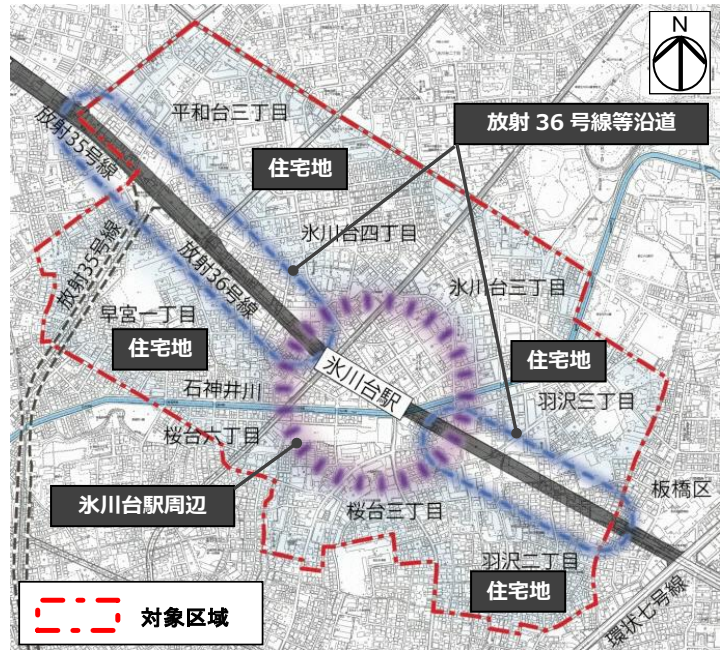 N
平和台三丁目
放射 36 号線等沿道
放射35号線
住宅地
氷川台四丁目
放射35号線
放射36号線
氷川台三丁目
早宮一丁目
住宅地
住宅地
氷川台駅
石神井川
羽沢三丁目
桜台六丁目
板橋区
氷川台駅周辺
桜台三丁目
羽沢二丁目
住宅地
環状七号線
対象区域